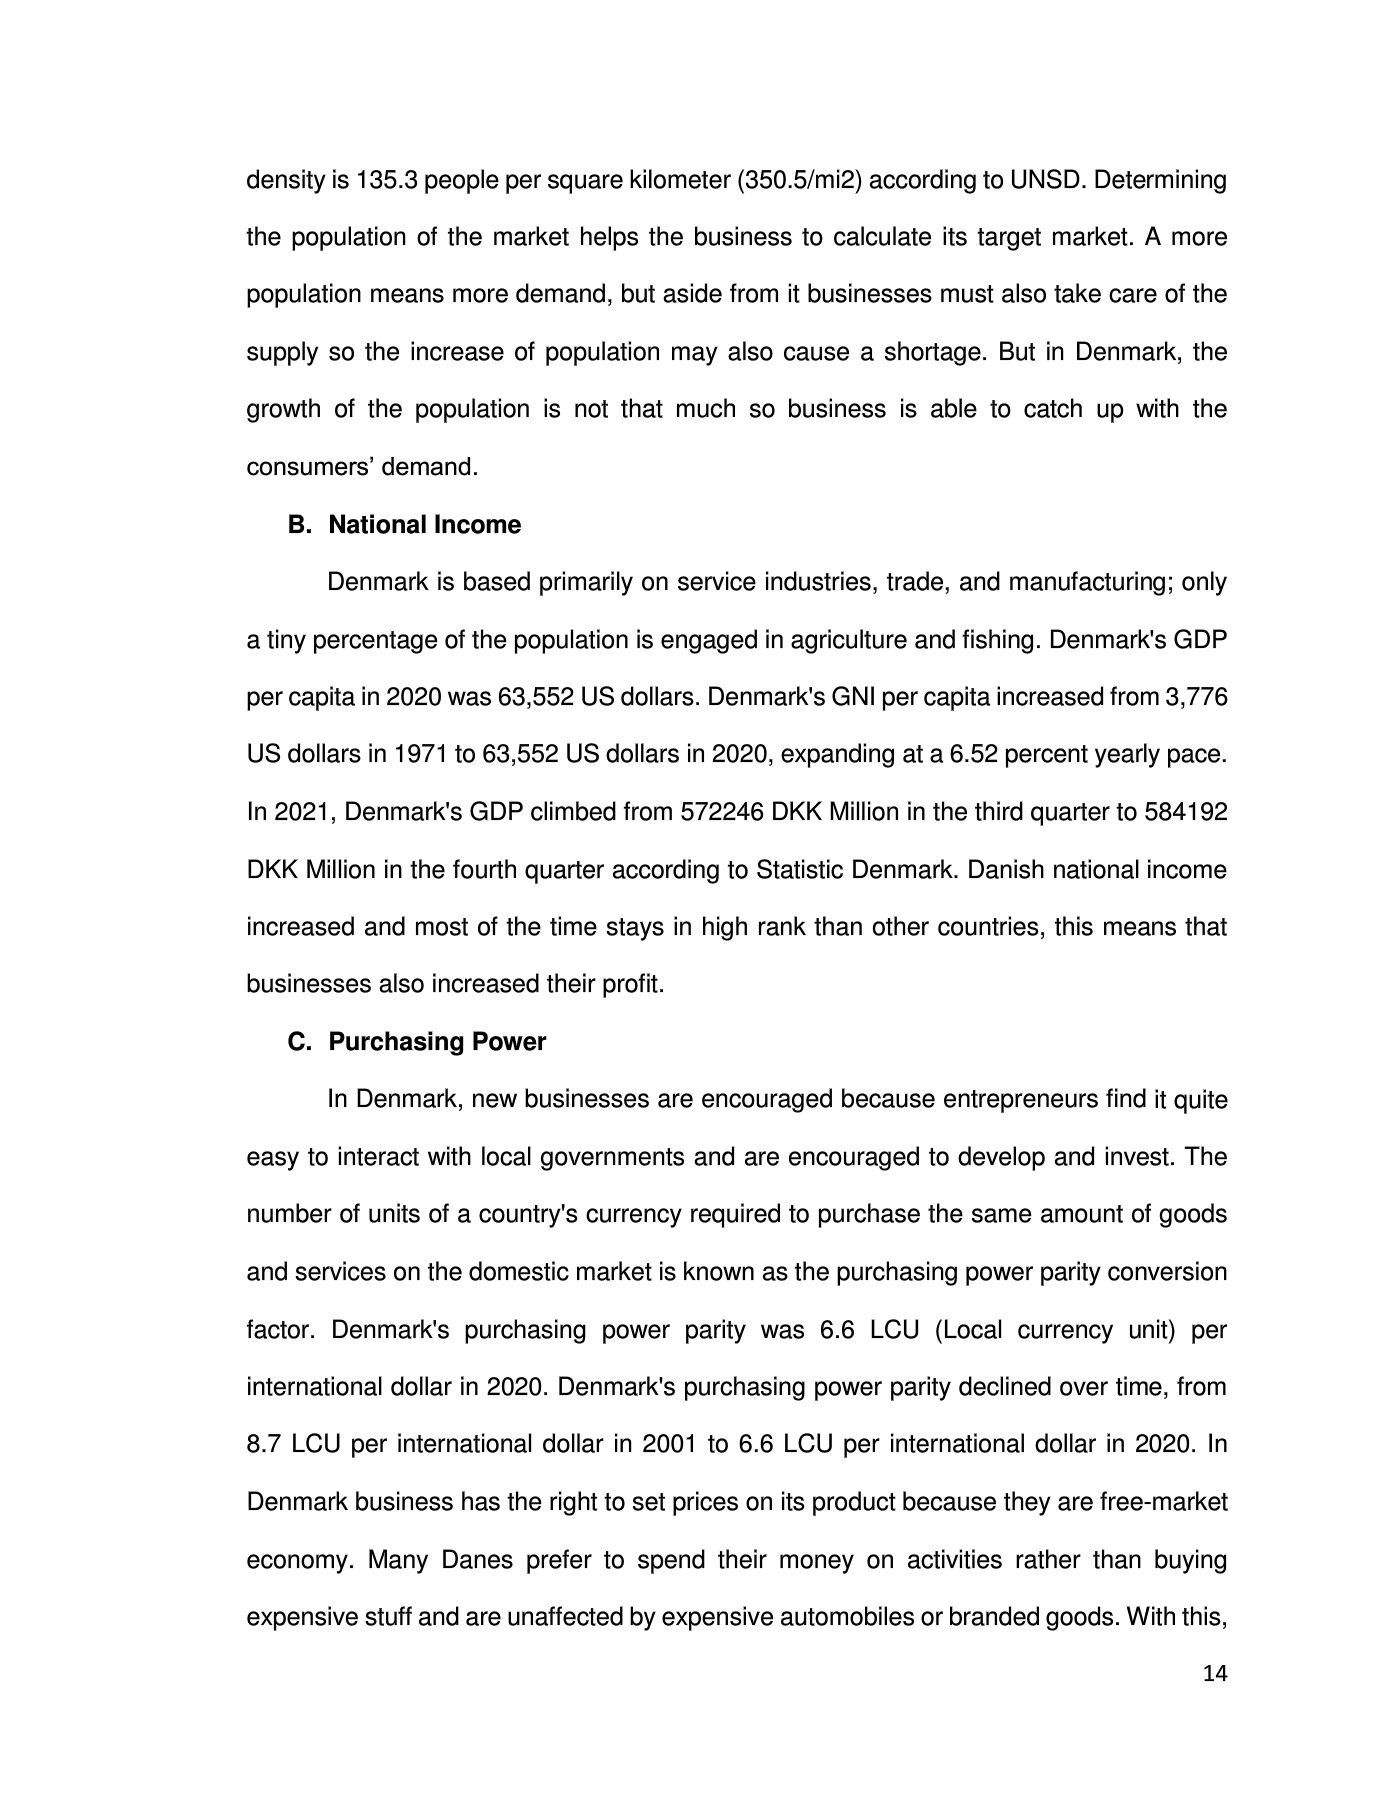 density is 135.3 people per square kilometer (350.5/mi2) according to UNSD. Determining
the population of the market helps the business to calculate its target market. A more
population means more demand, but aside from it businesses must also take care of the
supply so the increase of population may also cause a shortage. But in Denmark, the
growth of the population is not that much so business is able to catch up with the
consumers’ demand.
B. National Income
Denmark is based primarily on service industries, trade, and manufacturing; only
a tiny percentage of the population is engaged in agriculture and fishing. Denmark's GDP
per capita in 2020 was 63,552 US dollars. Denmark's GNI per capita increased from 3,776
US dollars in 1971 to 63,552 US dollars in 2020, expanding at a 6.52 percent yearly pace.
In 2021, Denmark's GDP climbed from 572246 DKK Million in the third quarter to 584192
DKK Million in the fourth quarter according to Statistic Denmark. Danish national income
increased and most of the time stays in high rank than other countries, this means that
businesses also increased their profit.
C. Purchasing Power
In Denmark, new businesses are encouraged because entrepreneurs find it quite
easy to interact with local governments and are encouraged to develop and invest. The
number of units of a country's currency required to purchase the same amount of goods
and services on the domestic market is known as the purchasing power parity conversion
factor. Denmark's purchasing power parity was 6.6 LCU (Local currency unit) per
international dollar in 2020. Denmark's purchasing power parity declined over time, from
8.7 LCU per international dollar in 2001 to 6.6 LCU per international dollar in 2020. In
Denmark business has the right to set prices on its product because they are free-market
economy. Many Danes prefer to spend their money on activities rather than buying
expensive stuff and are unaffected by expensive automobiles or branded goods. With this,
14